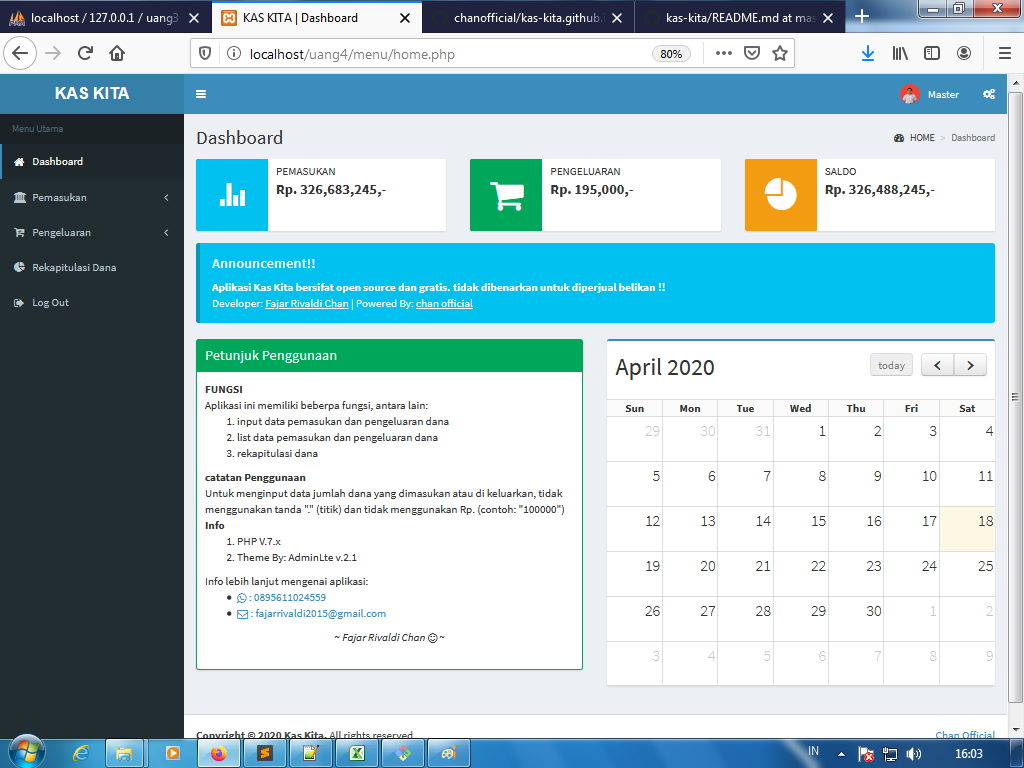 localhost / 127.0.0.1 / uang3
KAS KITA | Dashboard
chanofficial/kas-kita.github.
kas-kita/README.md at mas
localhost/uang4/menu/home.php
80%
KAS KITA
Master
Menu Utama
Dashboard
Pemasukan
Pengeluaran
Rekapitulasi Dana
Log Out
Dashboard
HOME > Dashboard
PEMASUKAN
Rp. 326,683,245,-
PENGELUARAN
Rp. 195,000,-
SALDO
Rp. 326,488,245,-
Announcement!!
Aplikasi Kas Kita bersifat open source dan gratis. tidak dibenarkan untuk diperjual belikan !!
Developer: Fajar Rivaldi Chan | Powered By: chan official
Petunjuk Penggunaan
FUNGSI
Aplikasi ini memiliki beberpa fungsi, antara lain:
1. input data pemasukan dan pengeluaran dana
2. list data pemasukan dan pengeluaran dana
3. rekapitulasi dana
catatan Penggunaan
Untuk menginput data jumlah dana yang dimasukan atau di keluarkan, tidak
menggunakan tanda "." (titik) dan tidak menggunakan Rp. (contoh: "100000")
Info
1. PHP V.7.x
2. Theme By: AdminLte v.2.1
Info lebih lanjut mengenai aplikasi:
: 0895611024559
: fajarrivaldi2015@gmail.com
~ Fajar Rivaldi Chan ☺ ~
April 2020
today
Sun Mon Tue Wed Thu Fri Sat
29 30 31 1 2 3 4
5 6 7 8 9 10 11
12 13 14 15 16 17 18
19 20 21 22 23 24 25
26 27 28 29 30 1 2
3 4 5 6 7 8 9
Copyright © 2020 Kas Kita. All rights reserved
Chan Official
IN
16:03